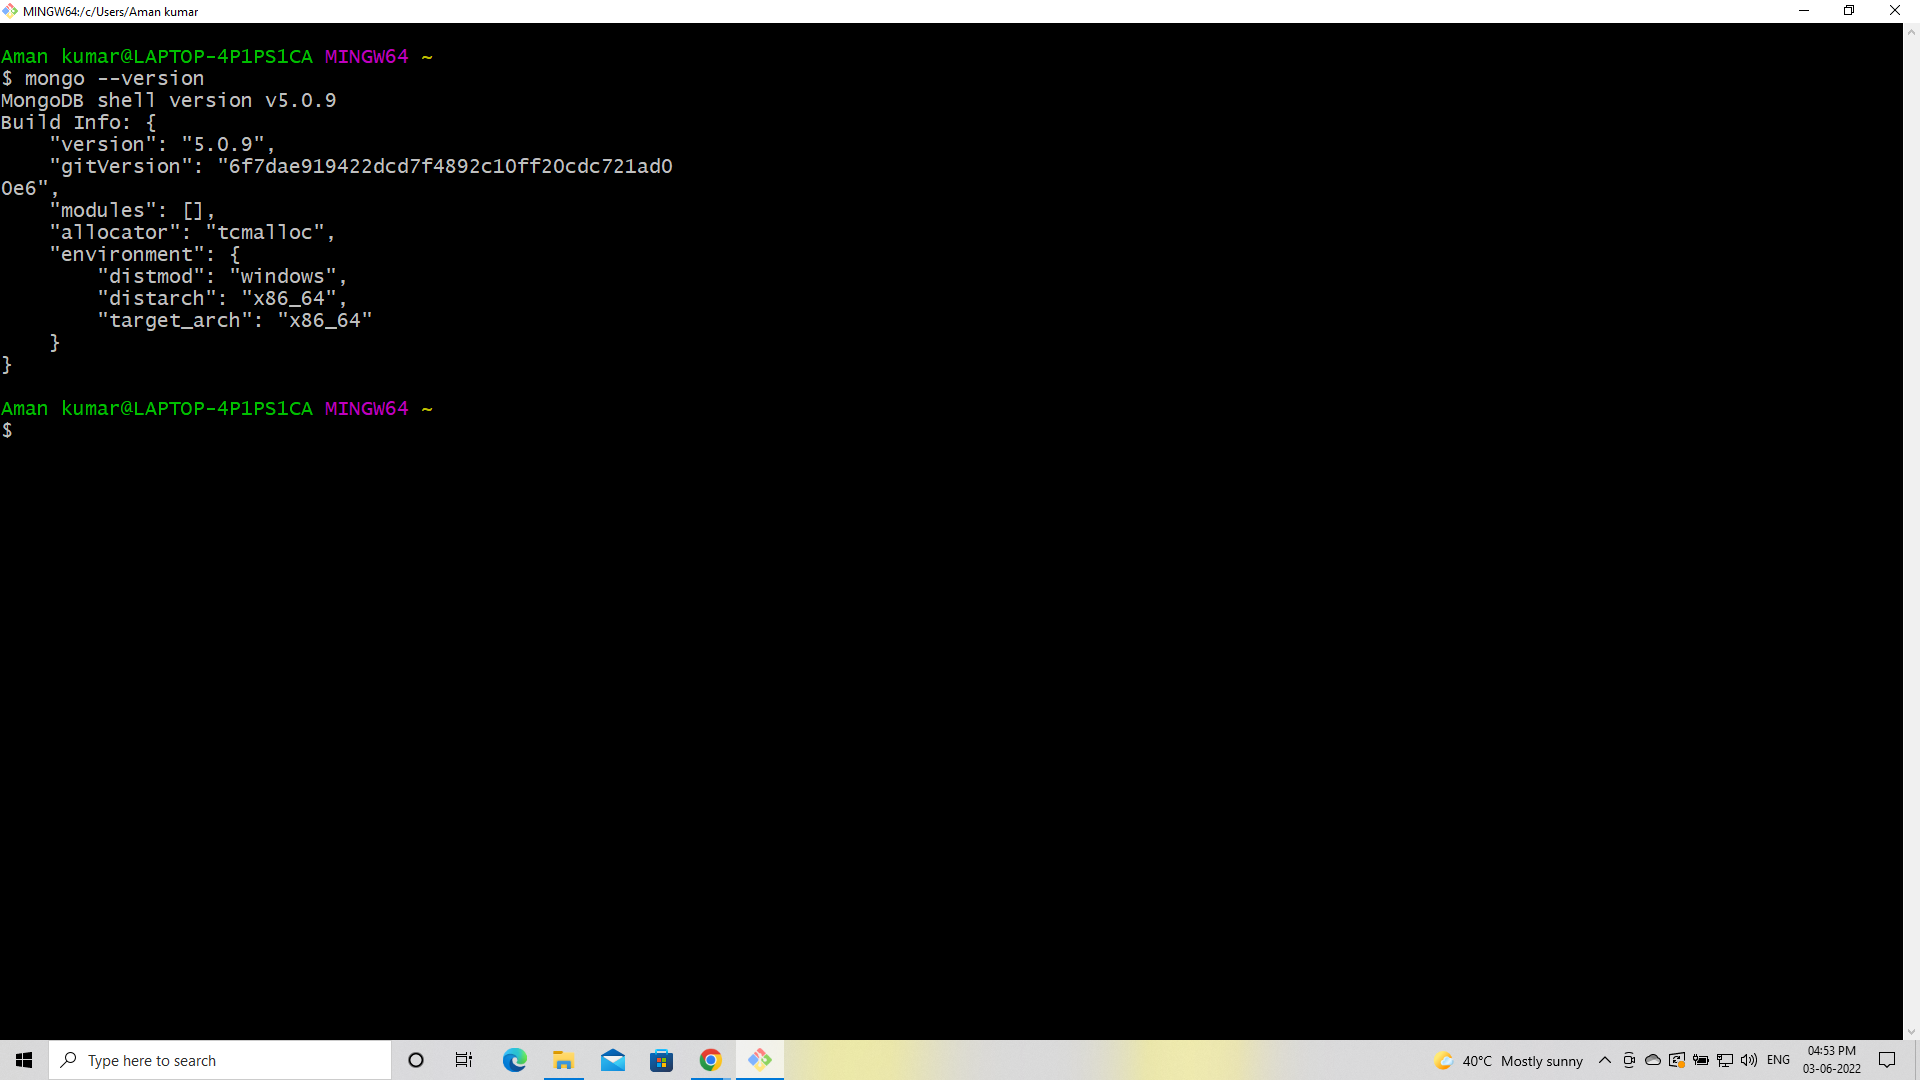 MINGW64:/c/Users/Aman kumar
Aman kumar@LAPTOP-4P1PS1CA MINGW64 ~
$ mongo --version
MongoDB shell version v5.0.9
Build Info: {
    "version": "5.0.9",
    "gitVersion": "6f7dae919422dcd7f4892c10ff20cdc721ad0
0e6",
    "modules": [],
    "allocator": "tcmalloc",
    "environment": {
        "distmod": "windows",
        "distarch": "x86_64",
        "target_arch": "x86_64"
    }
}
Aman kumar@LAPTOP-4P1PS1CA MINGW64 ~
$
Type here to search
40°C Mostly sunny
ENG
04:53 PM
03-06-2022